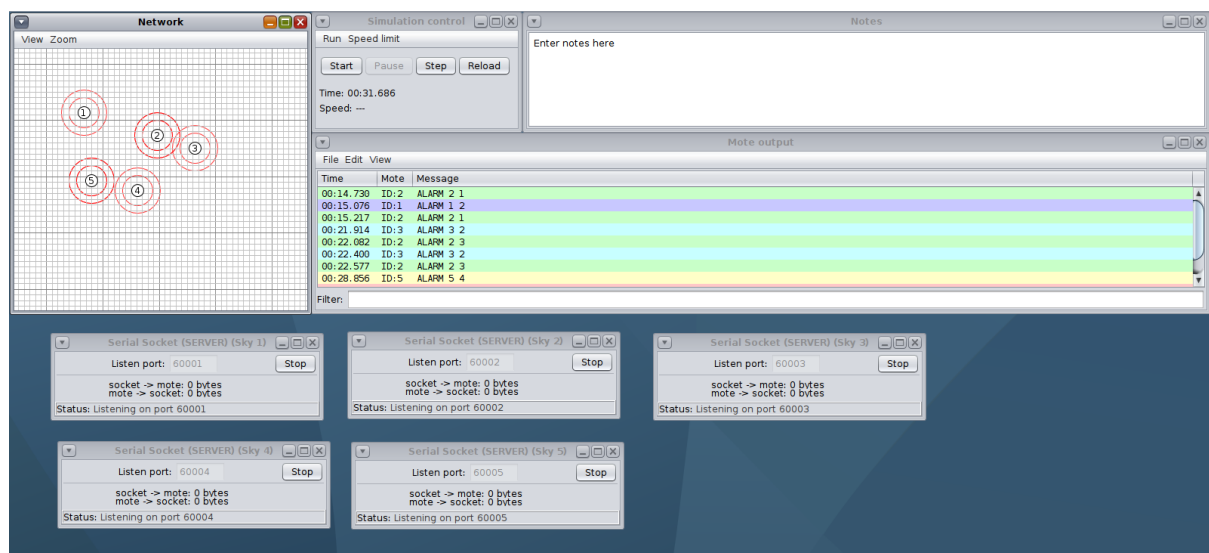 Network
View Zoom
1
2
3
5
4
Simulation control
Run Speed limit
Start Pause Step Reload
Time: 00:31.686
Speed: ---
Notes
Enter notes here
Mote output
File Edit View
Time Mote Message
00:14.730 ID:2 ALARM 2 1
00:15.076 ID:1 ALARM 1 2
00:15.217 ID:2 ALARM 2 1
00:21.914 ID:3 ALARM 3 2
00:22.082 ID:2 ALARM 2 3
00:22.400 ID:3 ALARM 3 2
00:22.577 ID:2 ALARM 2 3
00:28.856 ID:5 ALARM 5 4
Filter:
Serial Socket (SERVER) (Sky 1)
Listen port: 60001 Stop
socket -> mote: 0 bytes
mote -> socket: 0 bytes
Status: Listening on port 60001
Serial Socket (SERVER) (Sky 2)
Listen port: 60002 Stop
socket -> mote: 0 bytes
mote -> socket: 0 bytes
Status: Listening on port 60002
Serial Socket (SERVER) (Sky 3)
Listen port: 60003 Stop
socket -> mote: 0 bytes
mote -> socket: 0 bytes
Status: Listening on port 60003
Serial Socket (SERVER) (Sky 4)
Listen port: 60004 Stop
socket -> mote: 0 bytes
mote -> socket: 0 bytes
Status: Listening on port 60004
Serial Socket (SERVER) (Sky 5)
Listen port: 60005 Stop
socket -> mote: 0 bytes
mote -> socket: 0 bytes
Status: Listening on port 60005